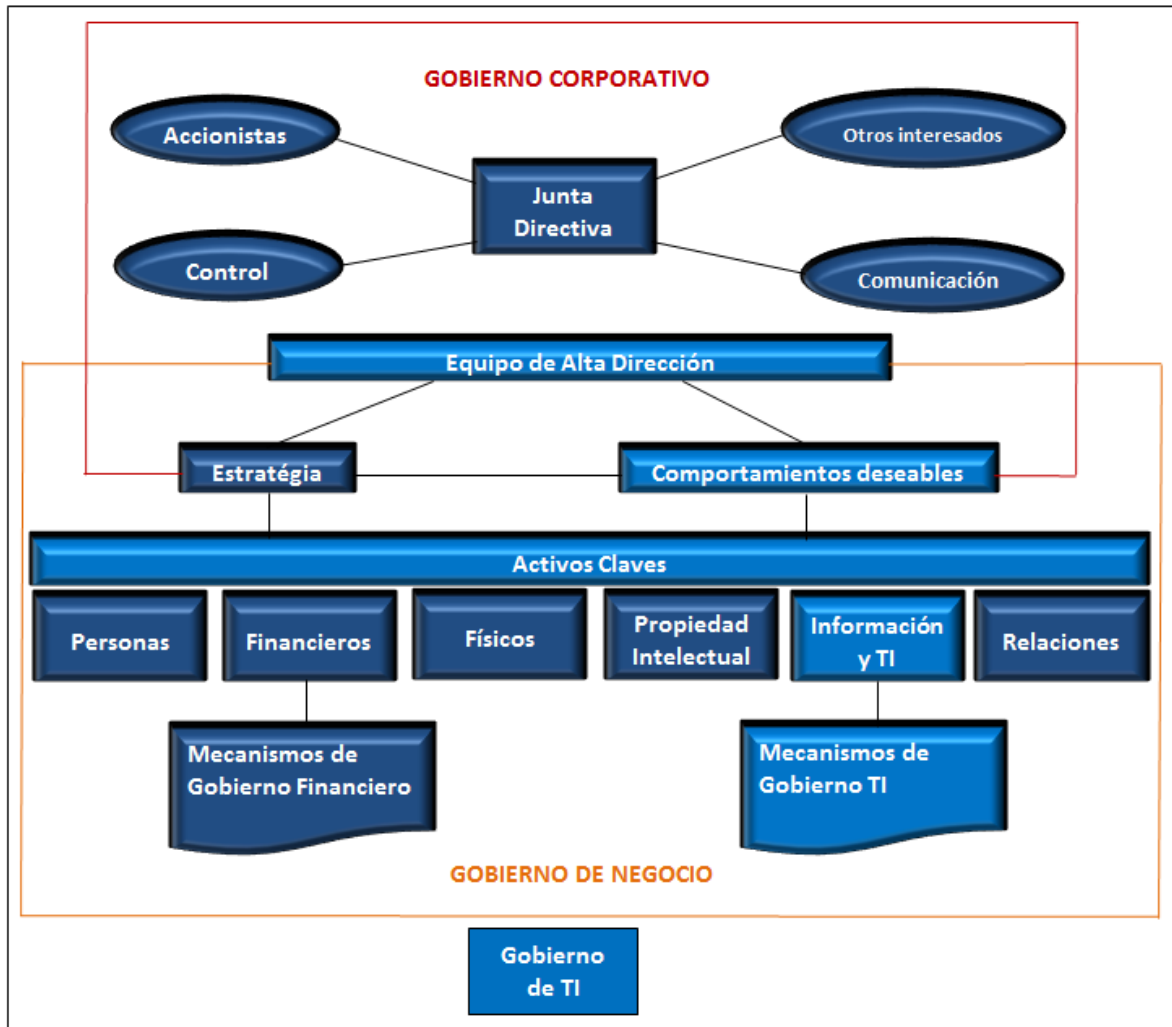 GOBIERNO CORPORATIVO
Accionistas
Otros interesados
Junta
Directiva
Control
Comunicación
Equipo de Alta Dirección
Estratégia
Comportamientos deseables
Activos Claves
Personas
Financieros
Físicos
Propiedad
Intelectual
Información
y TI
Relaciones
Mecanismos de
Gobierno Financiero
Mecanismos de
Gobierno TI
GOBIERNO DE NEGOCIO
Gobierno
de TI